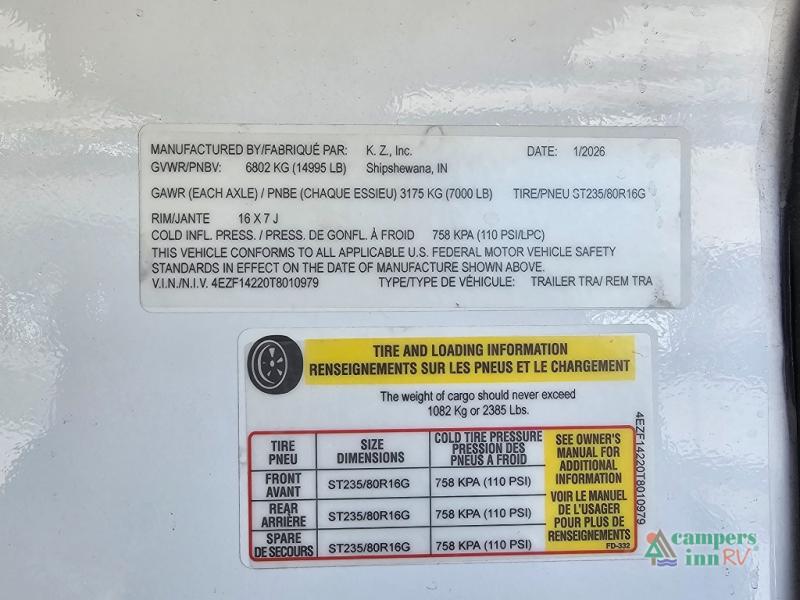 MANUFACTURED BY/FABRIQUÉ PAR: K. Z., Inc. DATE: 1/2026
GVWR/PNBV: 6802 KG (14995 LB) Shipshewana, IN
GAWR (EACH AXLE) / PNBE (CHAQUE ESSIEU) 3175 KG (7000 LB) TIRE/PNEU ST235/80R16G
RIM/JANTE 16 X 7 J
COLD INFL. PRESS. / PRESS. DE GONFL. À FROID 758 KPA (110 PSI/LPC)
THIS VEHICLE CONFORMS TO ALL APPLICABLE U.S. FEDERAL MOTOR VEHICLE SAFETY
STANDARDS IN EFFECT ON THE DATE OF MANUFACTURE SHOWN ABOVE.
V.I.N./N.I.V. 4EZF14220T8010979 TYPE/TYPE DE VÉHICULE: TRAILER TRA/ REM TRA
TIRE AND LOADING INFORMATION
RENSEIGNEMENTS SUR LES PNEUS ET LE CHARGEMENT
The weight of cargo should never exceed
1082 Kg or 2385 Lbs.
TIRE
PNEU
SIZE
DIMENSIONS
COLD TIRE PRESSURE
PRESSION DES
PNEUS A FROID
FRONT
AVANT
ST235/80R16G
758 KPA (110 PSI)
REAR
ARRIÈRE
ST235/80R16G
758 KPA (110 PSI)
SPARE
DE SECOURS
ST235/80R16G
758 KPA (110 PSI)
SEE OWNER'S
MANUAL FOR
ADDITIONAL
INFORMATION
VOIR LE MANUEL
DE L'USAGER
POUR PLUS DE
RENSEIGNEMENTS
FD-332
4EZF14220T8010979
campers
inn RV